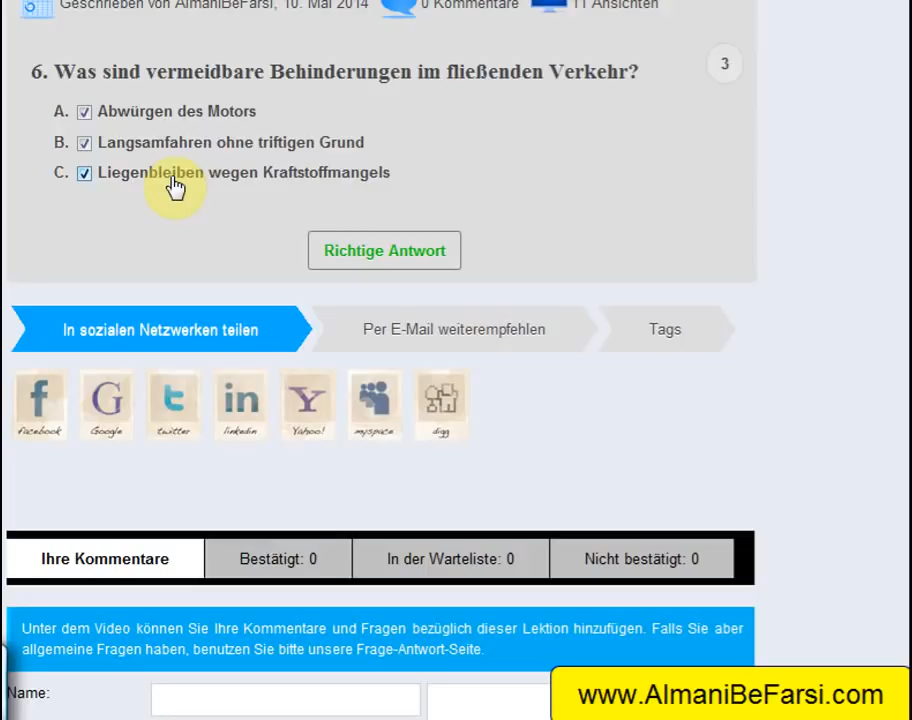 Geschrieben von AlmaniBeFarsi, 10. Mai 2014 0 Kommentare 11 Ansichten
6. Was sind vermeidbare Behinderungen im fließenden Verkehr? 3
A. Abwürgen des Motors
B. Langsamfahren ohne triftigen Grund
C. Liegenbleiben wegen Kraftstoffmangels
Richtige Antwort
In sozialen Netzwerken teilen Per E-Mail weiterempfehlen Tags
f G t in Y
facebook Google twitter linkedin Yahoo! myspace digg
Ihre Kommentare Bestätigt: 0 In der Warteliste: 0 Nicht bestätigt: 0
Unter dem Video können Sie Ihre Kommentare und Fragen bezüglich dieser Lektion hinzufügen. Falls Sie aber
allgemeine Fragen haben, benutzen Sie bitte unsere Frage-Antwort-Seite.
Name:
www.AlmaniBeFarsi.com